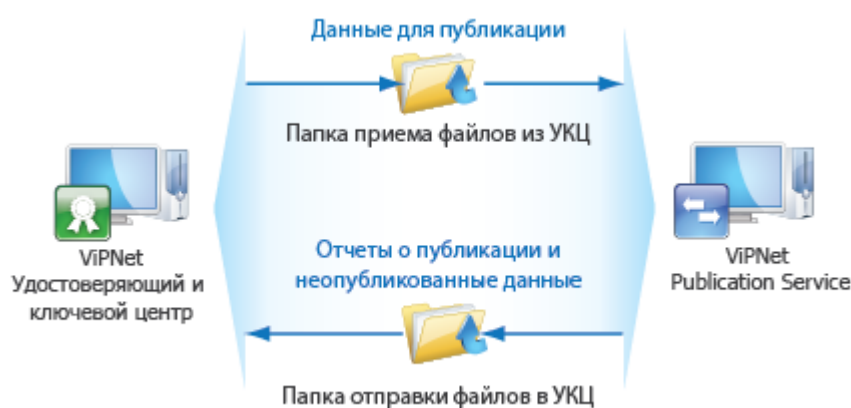 Данные для публикации
Папка приема файлов из УКЦ
ViPNet
Удостоверяющий и
ключевой центр
Отчеты о публикации и
неопубликованные данные
ViPNet
Publication Service
Папка отправки файлов в УКЦ